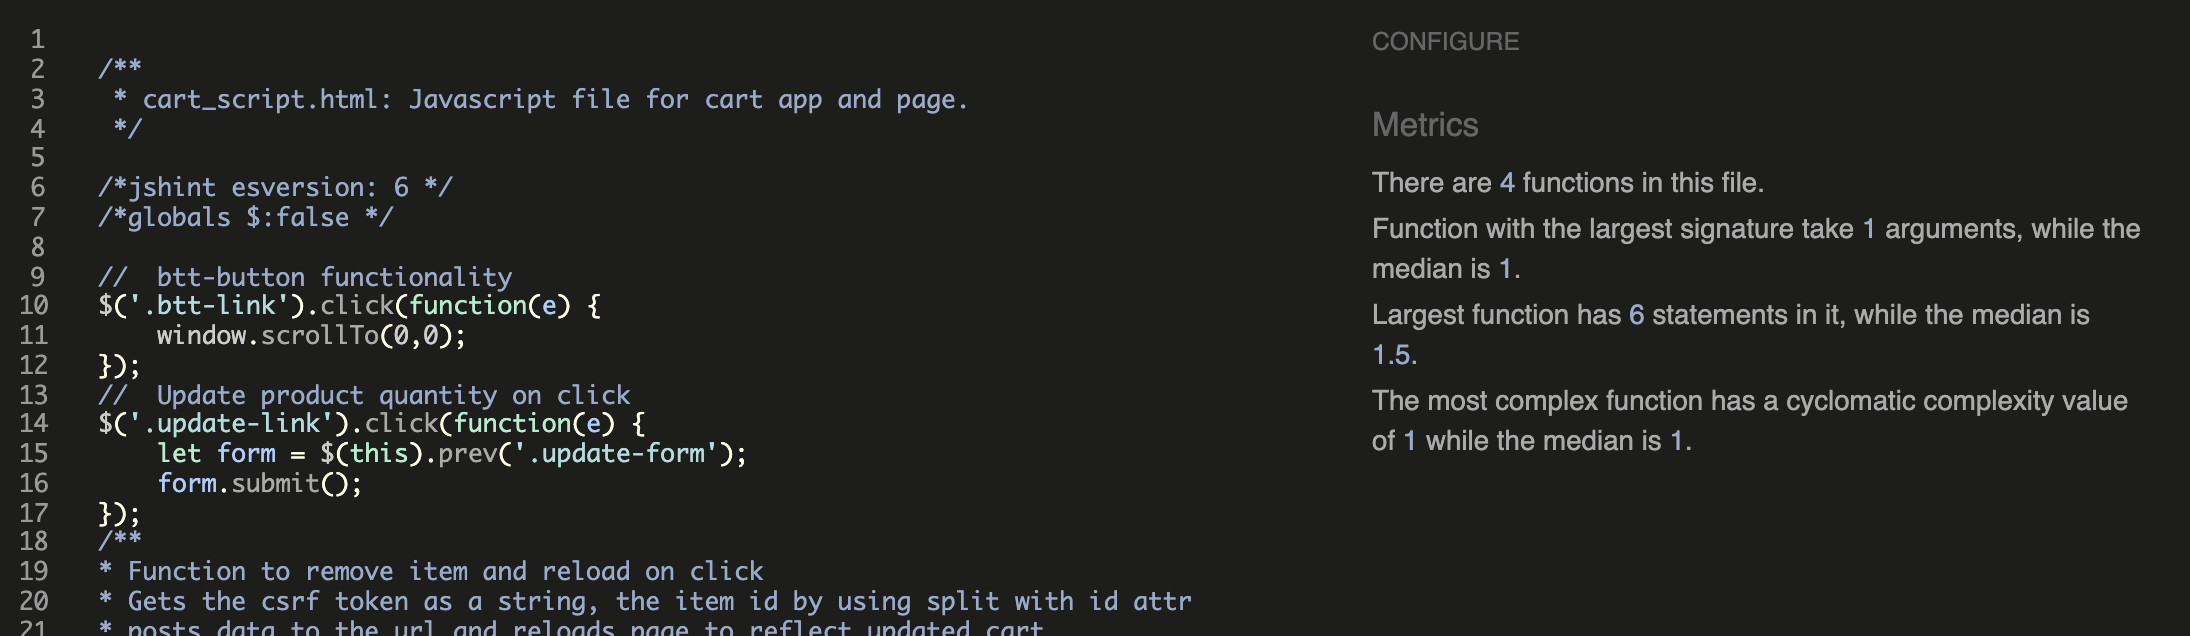 1
2 /**
3 * cart_script.html: Javascript file for cart app and page.
4 */
5
6 /*jshint esversion: 6 */
7 /*globals $:false */
8
9 //  btt-button functionality
10 $('.btt-link').click(function(e) {
11     window.scrollTo(0,0);
12 });
13 //  Update product quantity on click
14 $('.update-link').click(function(e) {
15     let form = $(this).prev('.update-form');
16     form.submit();
17 });
18 /**
19 * Function to remove item and reload on click
20 * Gets the csrf token as a string, the item id by using split with id attr
21 * posts data to the url and reloads page to reflect updated cart
CONFIGURE
Metrics
There are 4 functions in this file.
Function with the largest signature take 1 arguments, while the
median is 1.
Largest function has 6 statements in it, while the median is
1.5.
The most complex function has a cyclomatic complexity value
of 1 while the median is 1.